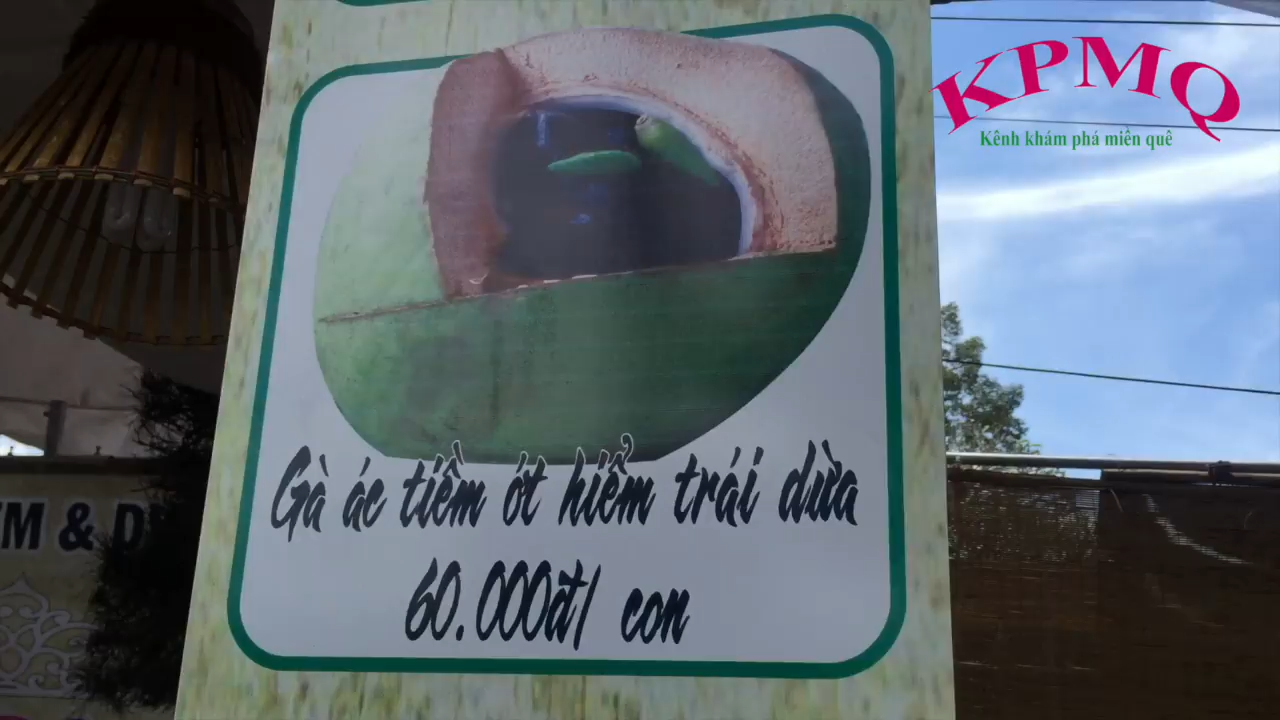 KPMQ
Kênh khám phá miền quê
Gà ác tiềm ớt hiểm trái dừa
60.000đ/ con
&